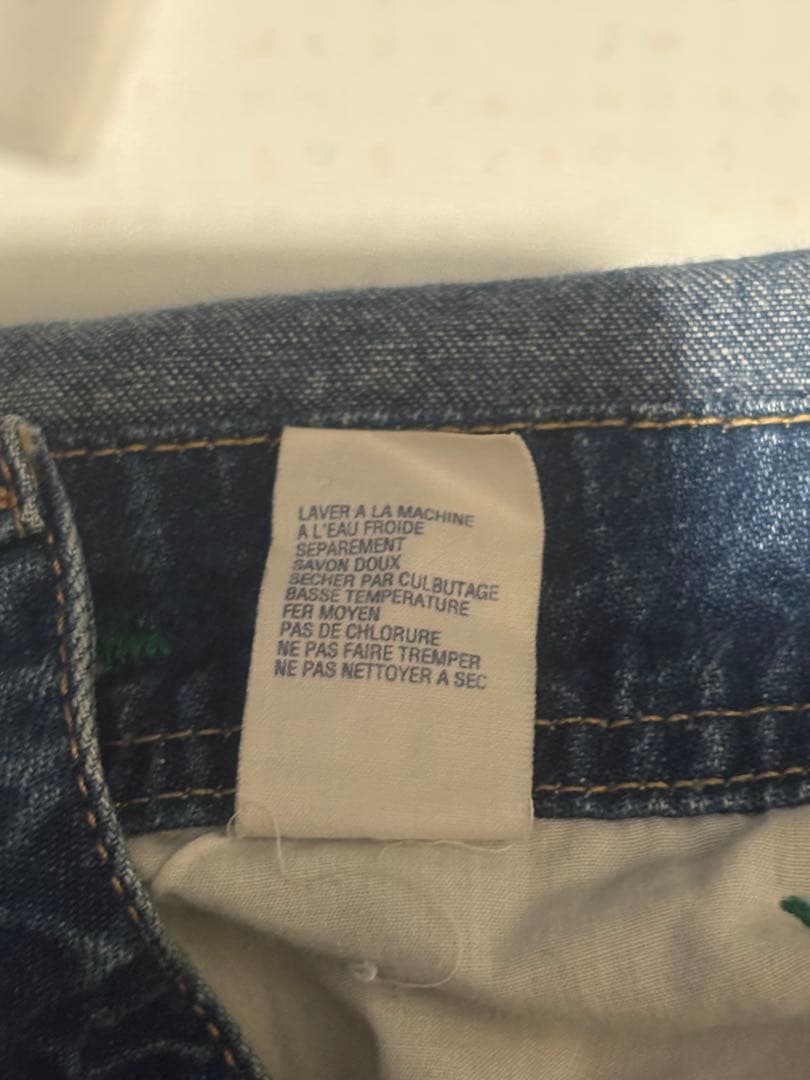 LAVER A LA MACHINE
A L'EAU FROIDE
SEPAREMENT
SAVON DOUX
SECHER PAR CULBUTAGE
BASSE TEMPERATURE
FER MOYEN
PAS DE CHLORURE
NE PAS FAIRE TREMPER
NE PAS NETTOYER A SEC